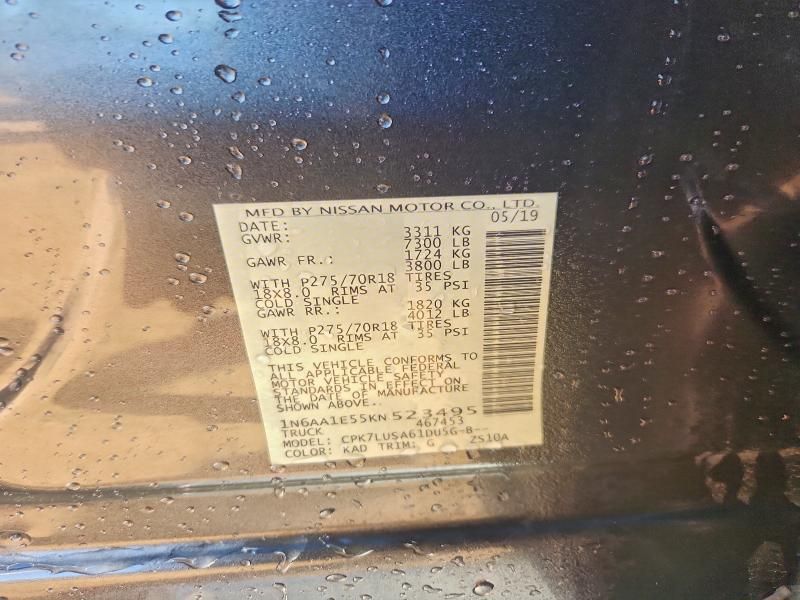 MFD BY NISSAN MOTOR CO., LTD.
DATE: 05/19
GVWR: 3311 KG
7300 LB
GAWR FR.: 1724 KG
3800 LB
WITH P275/70R18 TIRES
18X8.0 RIMS AT 35 PSI
COLD SINGLE
GAWR RR.: 1820 KG
4012 LB
WITH P275/70R18 TIRES
18X8.0 RIMS AT 35 PSI
COLD SINGLE
THIS VEHICLE CONFORMS TO
ALL APPLICABLE FEDERAL
MOTOR VEHICLE SAFETY
STANDARDS IN EFFECT ON
THE DATE OF MANUFACTURE
SHOWN ABOVE.
1N6AA1E55KN523495
TRUCK 467453
MODEL: CPK7LUSA61DU5G-B--
COLOR: KAD TRIM: G ZS10A